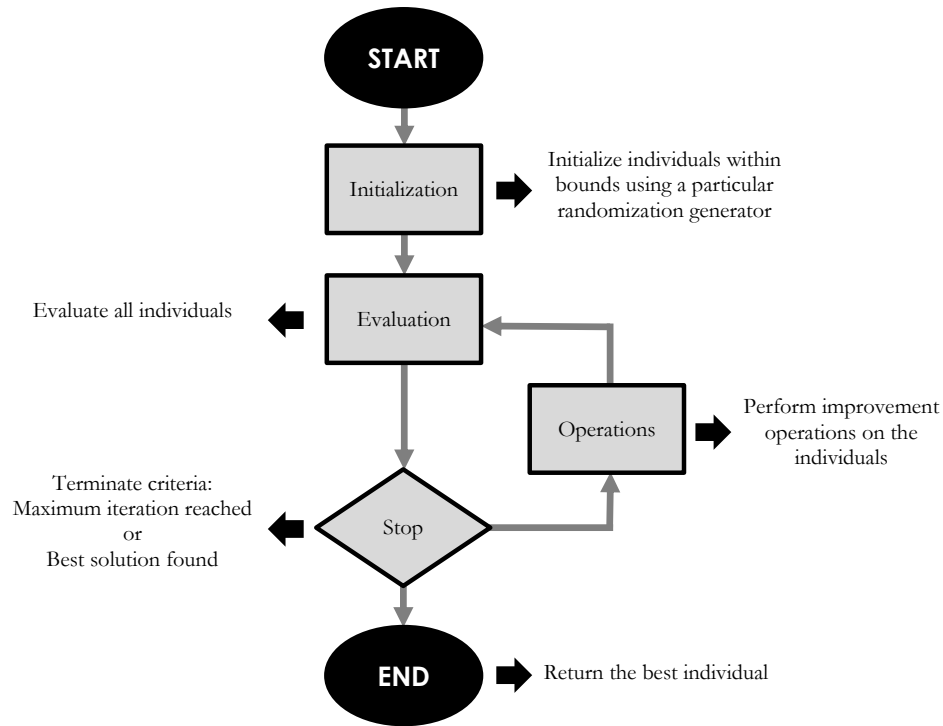 START
Initialization
Initialize individuals within
bounds using a particular
randomization generator
Evaluate all individuals
Evaluation
Operations
Perform improvement
operations on the
individuals
Terminate criteria:
Maximum iteration reached
or
Best solution found
Stop
END
Return the best individual